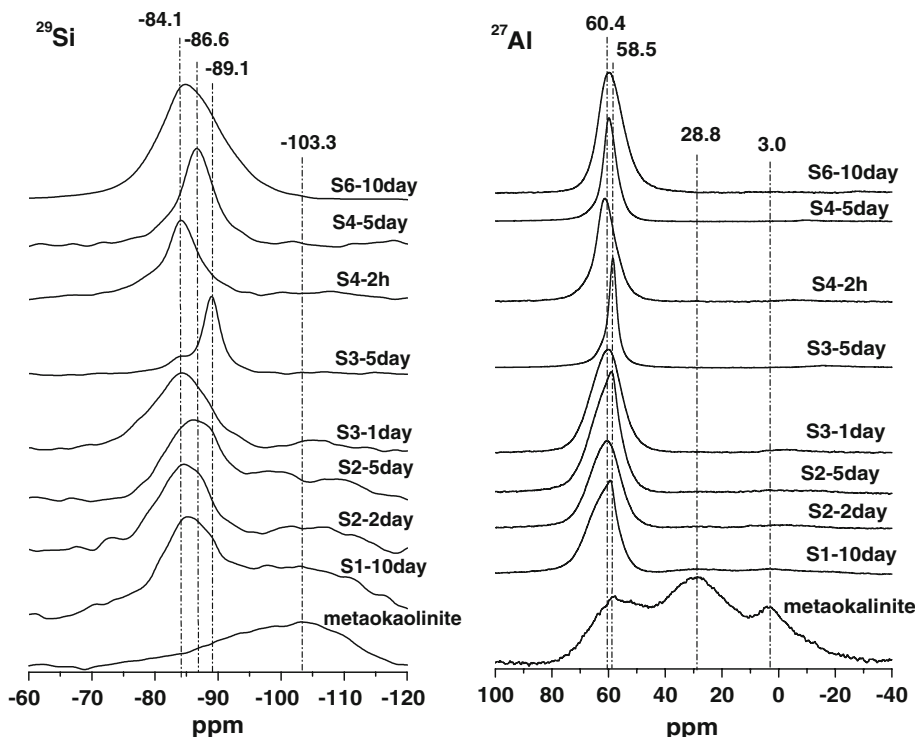 29Si
-84.1
-86.6
-89.1
-103.3
S6-10day
S4-5day
S4-2h
S3-5day
S3-1day
S2-5day
S2-2day
S1-10day
metaokaolinite
-60 -70 -80 -90 -100 -110 -120
ppm
27Al
60.4
58.5
28.8
3.0
S6-10day
S4-5day
S4-2h
S3-5day
S3-1day
S2-5day
S2-2day
S1-10day
metaokalinite
100 80 60 40 20 0 -20 -40
ppm